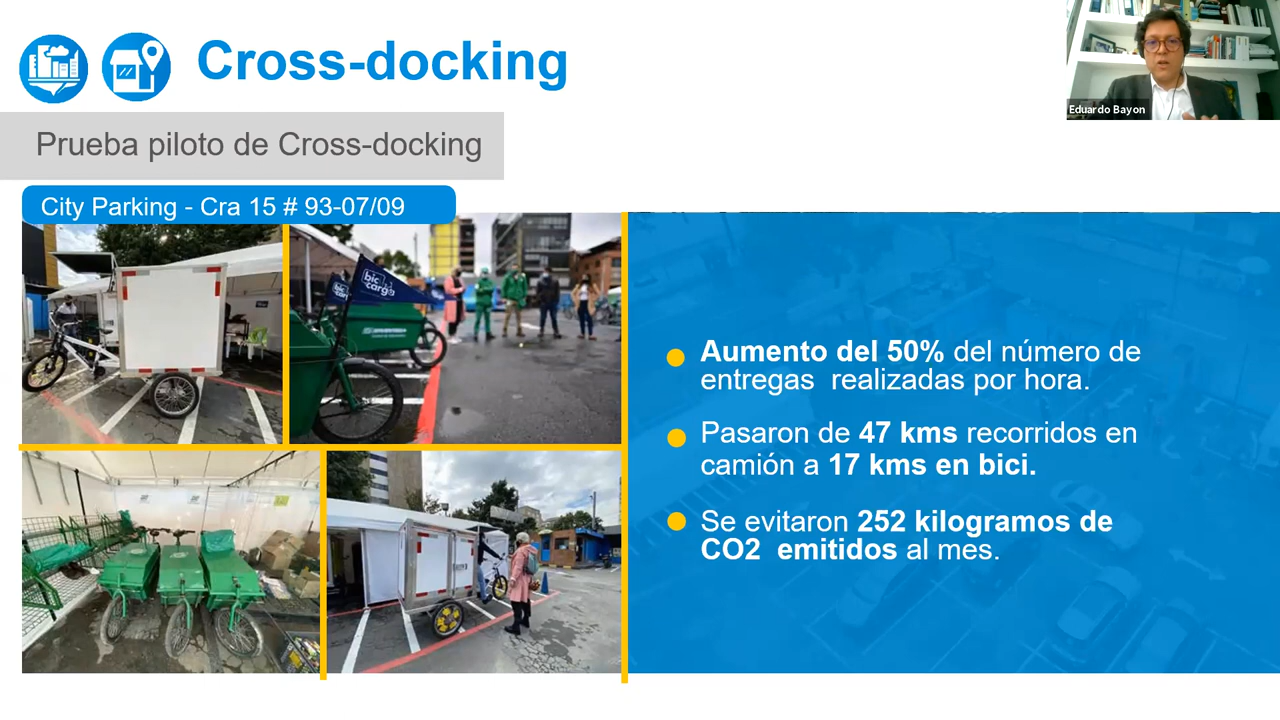 Cross-docking
Eduardo Bayon
Prueba piloto de Cross-docking
City Parking - Cra 15 # 93-07/09
bic
cargo
Aumento del 50% del número de
entregas realizadas por hora.
Pasaron de 47 kms recorridos en
camión a 17 kms en bici.
Se evitaron 252 kilogramos de
CO2 emitidos al mes.